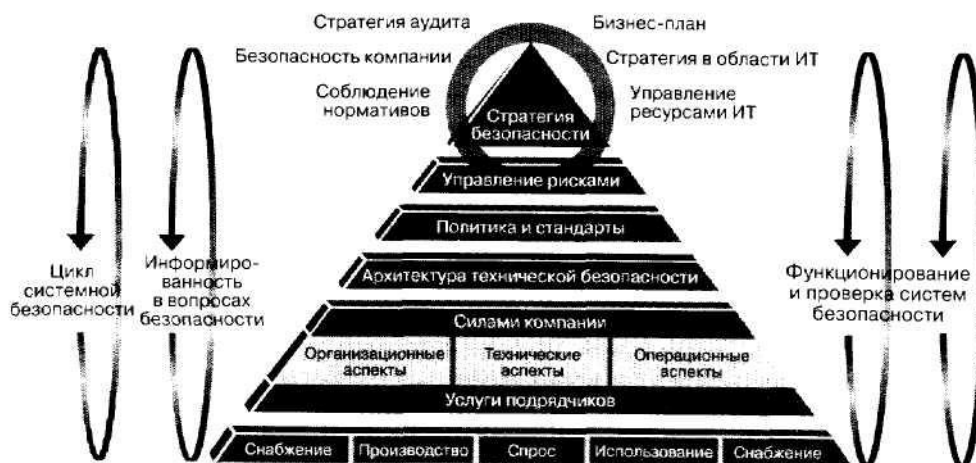 Стратегия аудита
Бизнес-план
Безопасность компании
Стратегия в области ИТ
Соблюдение
нормативов
Управление
ресурсами ИТ
Стратегия
безопасности
Управление рисками
Политика и стандарты
Архитектура технической безопасности
Цикл
системной
безопасности
Информиро-
ванность
в вопросах
безопасности
Функционирование
и проверка систем
безопасности
Силами компании
Организационные
аспекты
Технические
аспекты
Операционные
аспекты
Услуги подрядчиков
Снабжение
Производство
Спрос
Использование
Снабжение